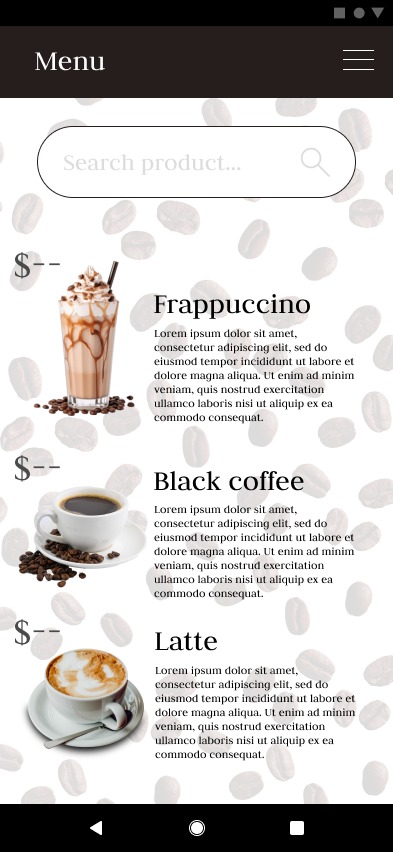 Menu
Search product...
$--
Frappuccino
Lorem ipsum dolor sit amet,
consectetur adipiscing elit, sed do
eiusmod tempor incididunt ut labore et
dolore magna aliqua. Ut enim ad minim
veniam, quis nostrud exercitation
ullamco laboris nisi ut aliquip ex ea
commodo consequat.
$--
Black coffee
Lorem ipsum dolor sit amet,
consectetur adipiscing elit, sed do
eiusmod tempor incididunt ut labore et
dolore magna aliqua. Ut enim ad minim
veniam, quis nostrud exercitation
ullamco laboris nisi ut aliquip ex ea
commodo consequat.
$--
Latte
Lorem ipsum dolor sit amet,
consectetur adipiscing elit, sed do
eiusmod tempor incididunt ut labore et
dolore magna aliqua. Ut enim ad minim
veniam, quis nostrud exercitation
ullamco laboris nisi ut aliquip ex ea
commodo consequat.